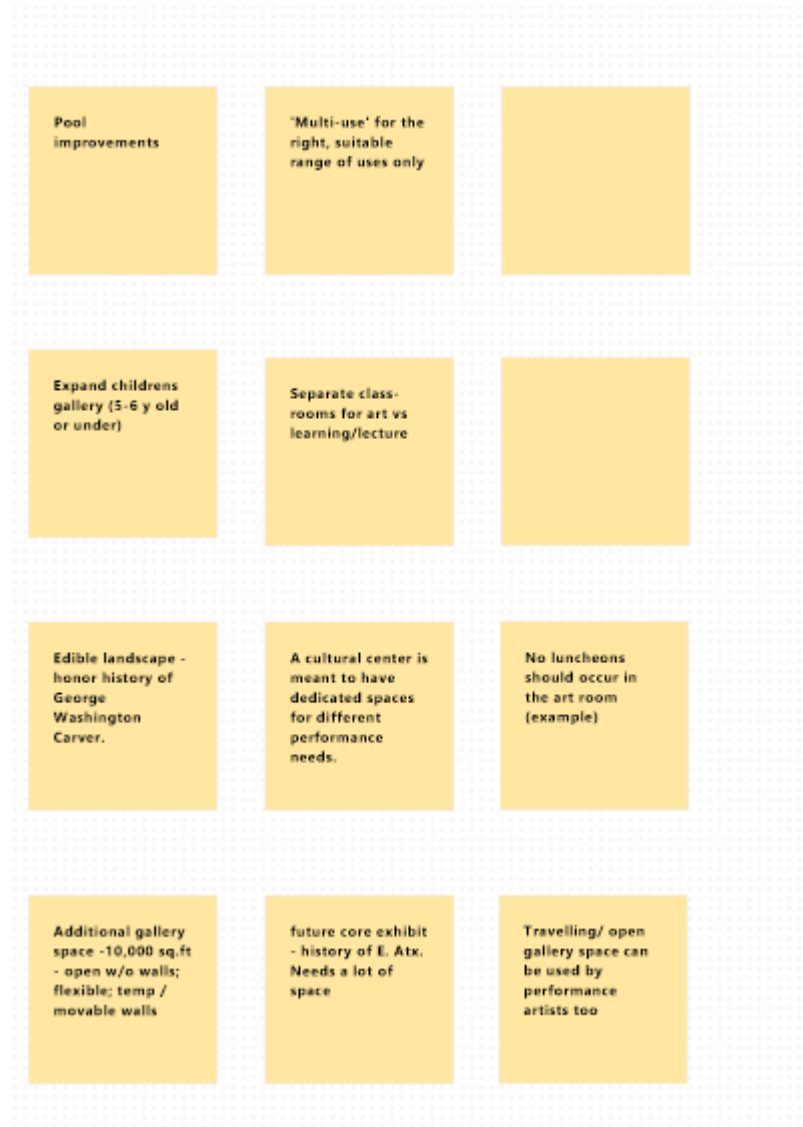 Pool
improvements
'Multi-use' for the
right, suitable
range of uses only
Expand childrens
gallery (5-6 y old
or under)
Separate class-
rooms for art vs
learning/lecture
Edible landscape -
honor history of
George
Washington
Carver.
A cultural center is
meant to have
dedicated spaces
for different
performance
needs.
No luncheons
should occur in
the art room
(example)
Additional gallery
space -10,000 sq.ft
- open w/o walls;
flexible; temp /
movable walls
future core exhibit
- history of E. Atx.
Needs a lot of
space
Travelling/ open
gallery space can
be used by
performance
artists too